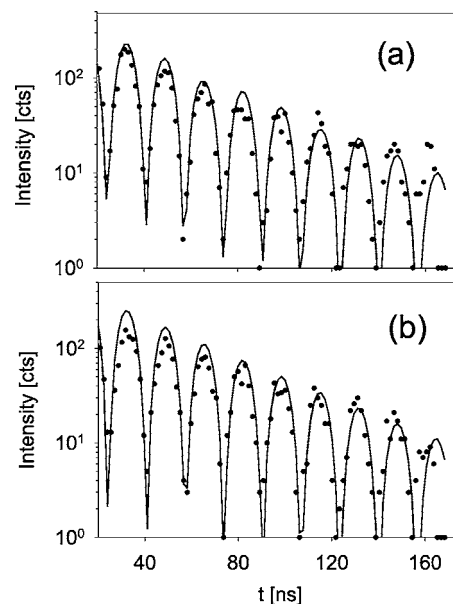 (a)
Intensity [cts]
10²
10¹
10⁰
(b)
Intensity [cts]
10²
10¹
10⁰
40 80 120 160
t [ns]